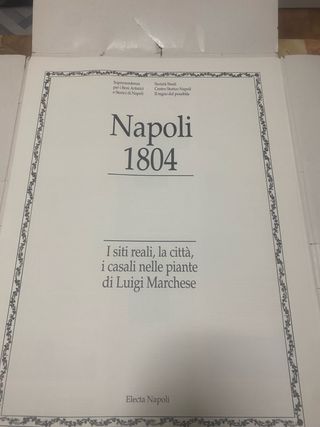 Soprintendenza
per i Beni Artistici
e Storici di Napoli
Società Studi
Centro Storico Napoli
Il regno del possibile
Napoli
1804
I siti reali, la città,
i casali nelle piante
di Luigi Marchese
Electa Napoli